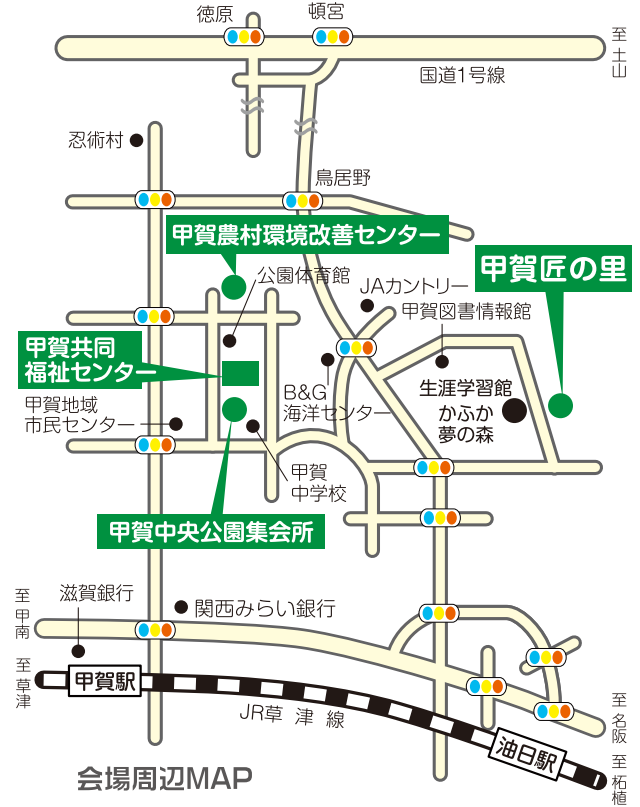 徳原
頓宮
至土山
国道1号線
忍術村
鳥居野
甲賀農村環境改善センター
公園体育館
JAカントリー
甲賀匠の里
甲賀図書情報館
甲賀共同
福祉センター
B&G
海洋センター
生涯学習館
かふか
夢の森
甲賀地域
市民センター
甲賀
中学校
甲賀中央公園集会所
至甲南
滋賀銀行
関西みらい銀行
至草津
甲賀駅
JR草津線
油日駅
至名阪
至柘植
会場周辺MAP